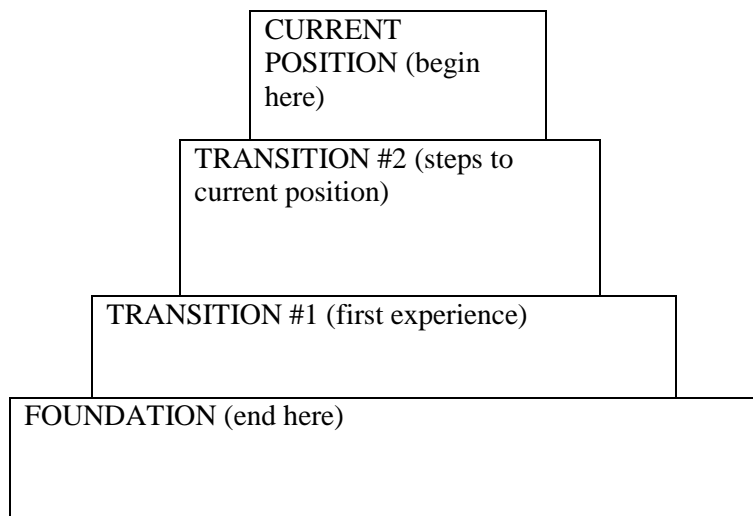 CURRENT
POSITION (begin
here)
TRANSITION #2 (steps to
current position)
TRANSITION #1 (first experience)
FOUNDATION (end here)